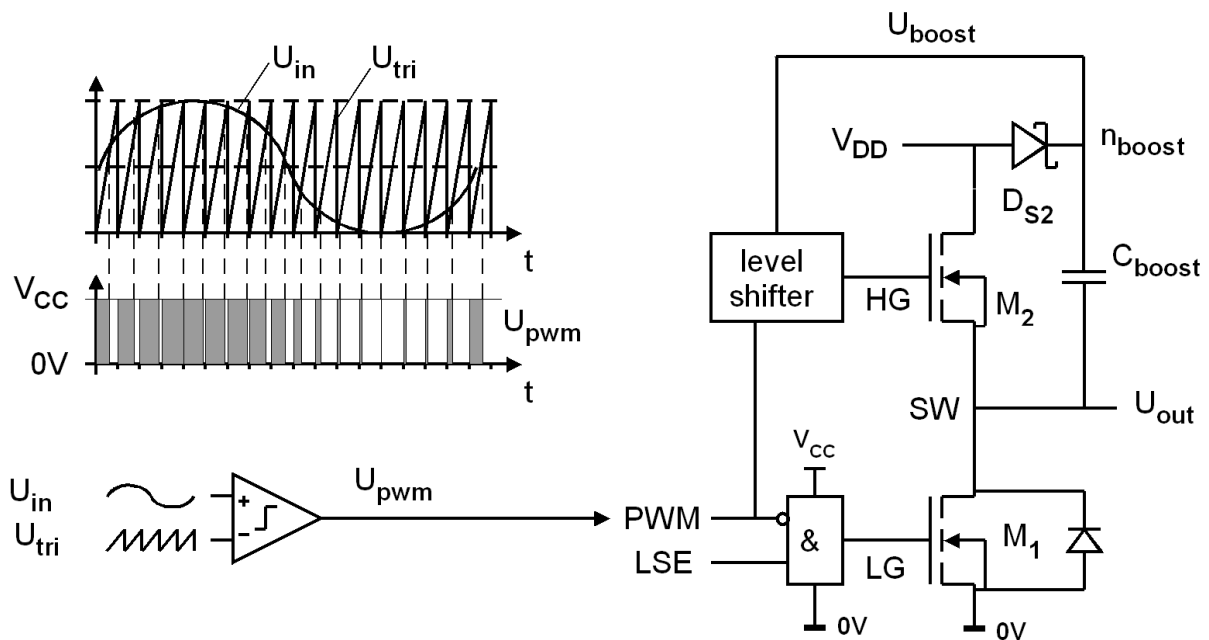 U_in
U_tri
t
V_CC
0V
U_pwm
t
U_in
U_tri
+
-
U_pwm
U_boost
V_DD
D_S2
n_boost
level
shifter
HG
M_2
C_boost
SW
U_out
V_CC
PWM
LSE
&
LG
M_1
0V
0V